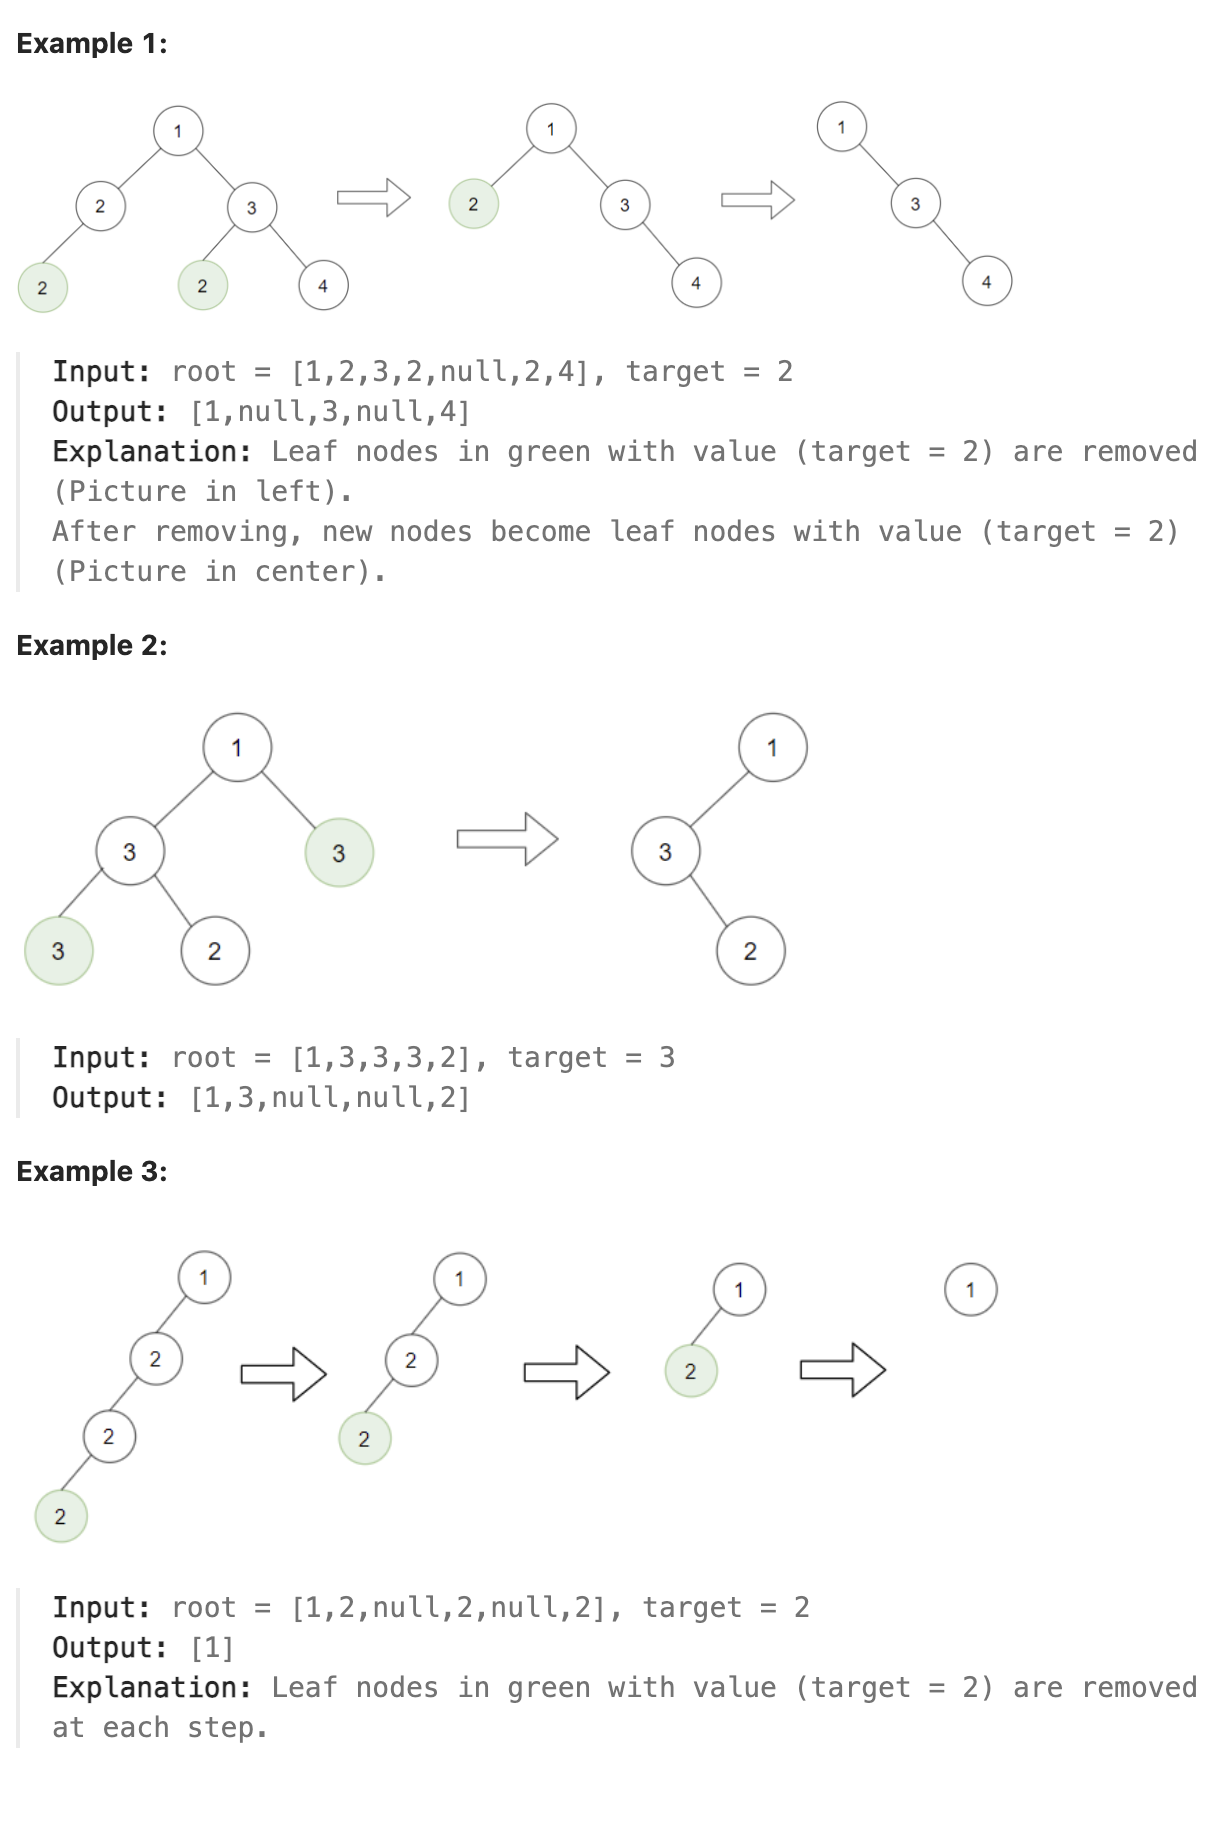 Example 1:
1 1 1
2 3 2 3 3
2 2 4 4 4
Input: root = [1,2,3,2,null,2,4], target = 2
Output: [1,null,3,null,4]
Explanation: Leaf nodes in green with value (target = 2) are removed
(Picture in left).
After removing, new nodes become leaf nodes with value (target = 2)
(Picture in center).
Example 2:
1 1
3 3 3
3 2 2
Input: root = [1,3,3,3,2], target = 3
Output: [1,3,null,null,2]
Example 3:
1 1 1 1
2 2 2
2 2
2
Input: root = [1,2,null,2,null,2], target = 2
Output: [1]
Explanation: Leaf nodes in green with value (target = 2) are removed
at each step.